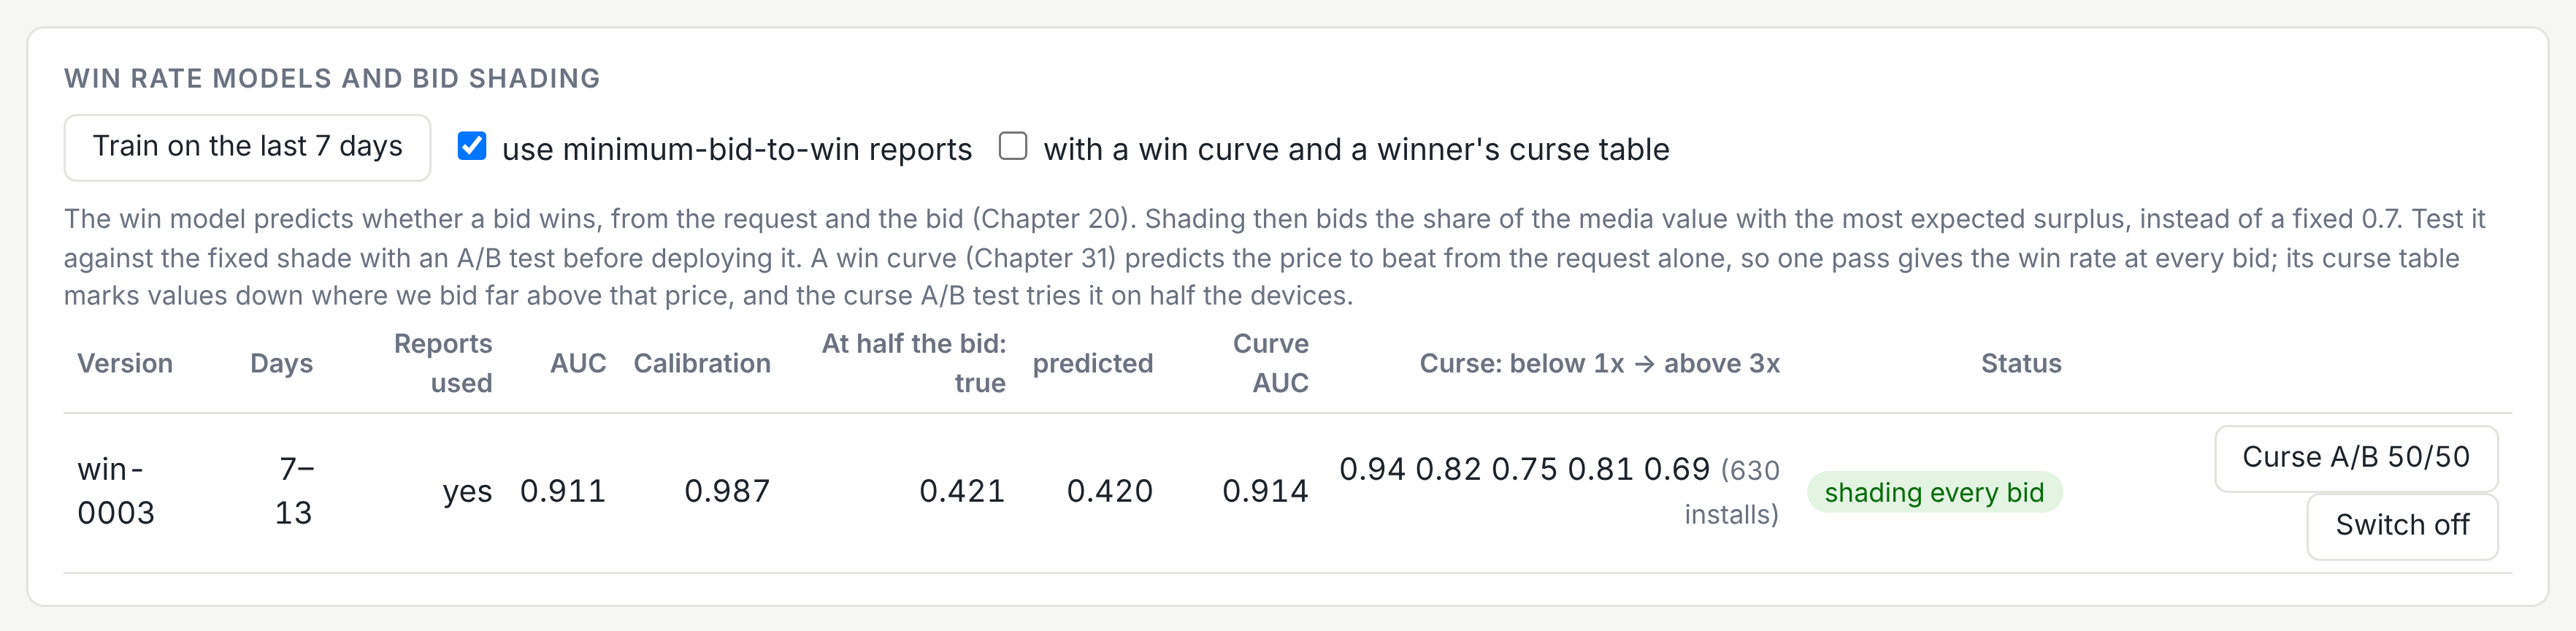 WIN RATE MODELS AND BID SHADING
Train on the last 7 days use minimum-bid-to-win reports with a win curve and a winner's curse table
The win model predicts whether a bid wins, from the request and the bid (Chapter 20). Shading then bids the share of the media value with the most expected surplus, instead of a fixed 0.7. Test it
against the fixed shade with an A/B test before deploying it. A win curve (Chapter 31) predicts the price to beat from the request alone, so one pass gives the win rate at every bid; its curse table
marks values down where we bid far above that price, and the curse A/B test tries it on half the devices.
Version Days Reports used AUC Calibration At half the bid: true predicted Curve AUC Curse: below 1x → above 3x Status
win-0003 7–13 yes 0.911 0.987 0.421 0.420 0.914 0.94 0.82 0.75 0.81 0.69 (630 installs) shading every bid Curse A/B 50/50
Switch off